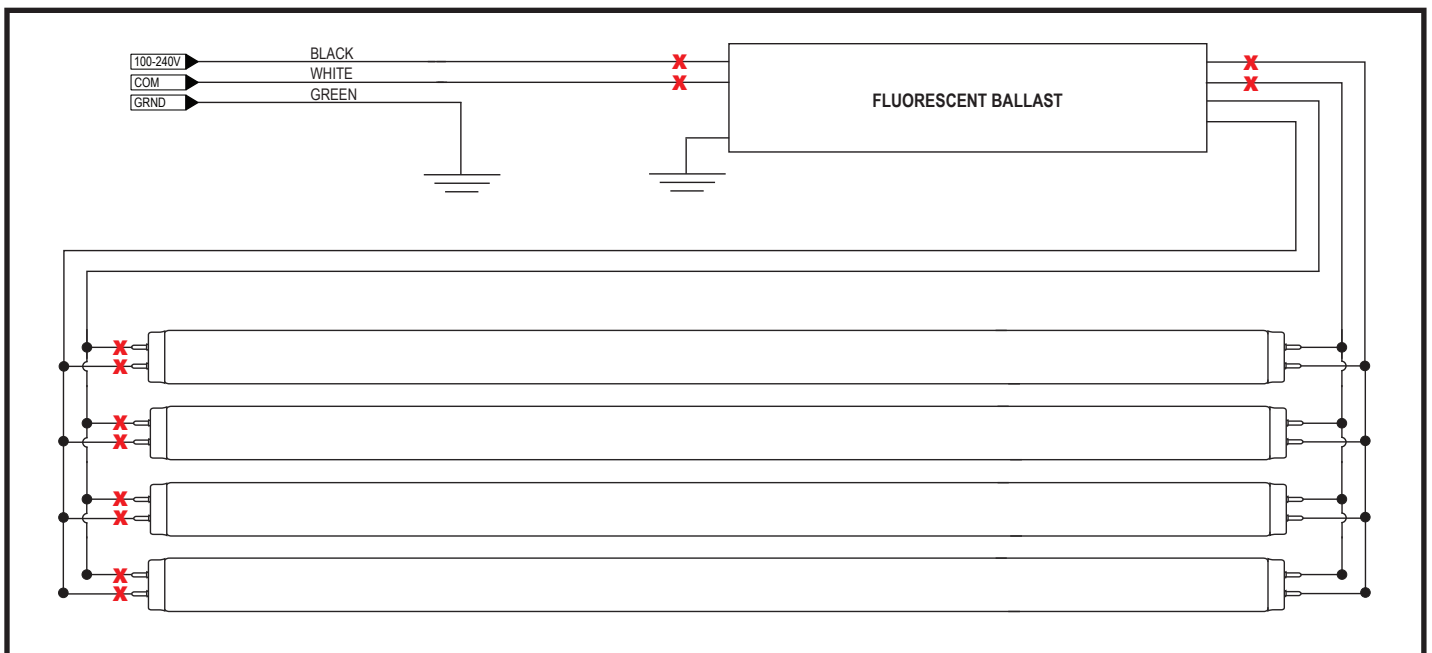 100-240V
BLACK
COM
WHITE
GRND
GREEN
FLUORESCENT BALLAST
X
X
X
X
X
X
X
X
X
X
X
X